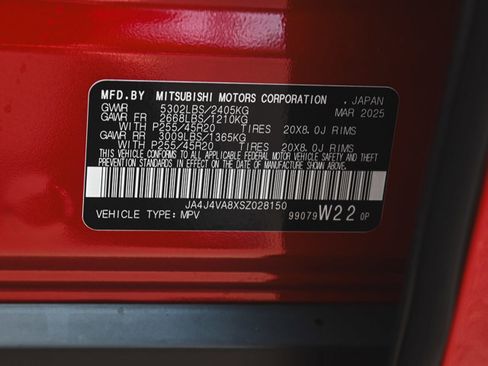 MFD.BY MITSUBISHI MOTORS CORPORATION , JAPAN
GVWR 5302LBS/2405KG MAR 2025
GAWR FR 2668LBS/1210KG
WITH P255/45R20 TIRES 20X8.0J RIMS
GAWR RR 3009LBS/1365KG
WITH P255/45R20 TIRES 20X8.0J RIMS
THIS VEHICLE CONFORMS TO ALL APPLICABLE FEDERAL MOTOR VEHICLE SAFETY, BUMPER, AND THEFT
PREVENTION STANDARDS IN EFFECT ON THE DATE OF MANUFACTURE SHOWN ABOVE.
JA4J4VA8XSZ028150
VEHICLE TYPE: MPV 99079 W22 0P